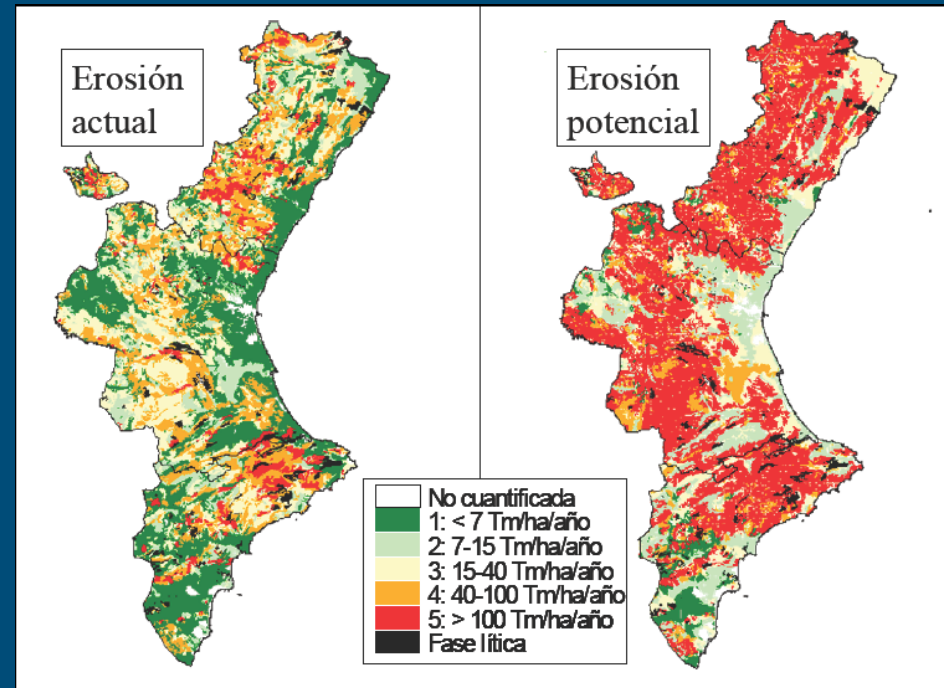 Erosión
actual
Erosión
potencial
No cuantificada
1: < 7 Tm/ha/año
2: 7-15 Tm/ha/año
3: 15-40 Tm/ha/año
4: 40-100 Tm/ha/año
5: > 100 Tm/ha/año
Fase lítica